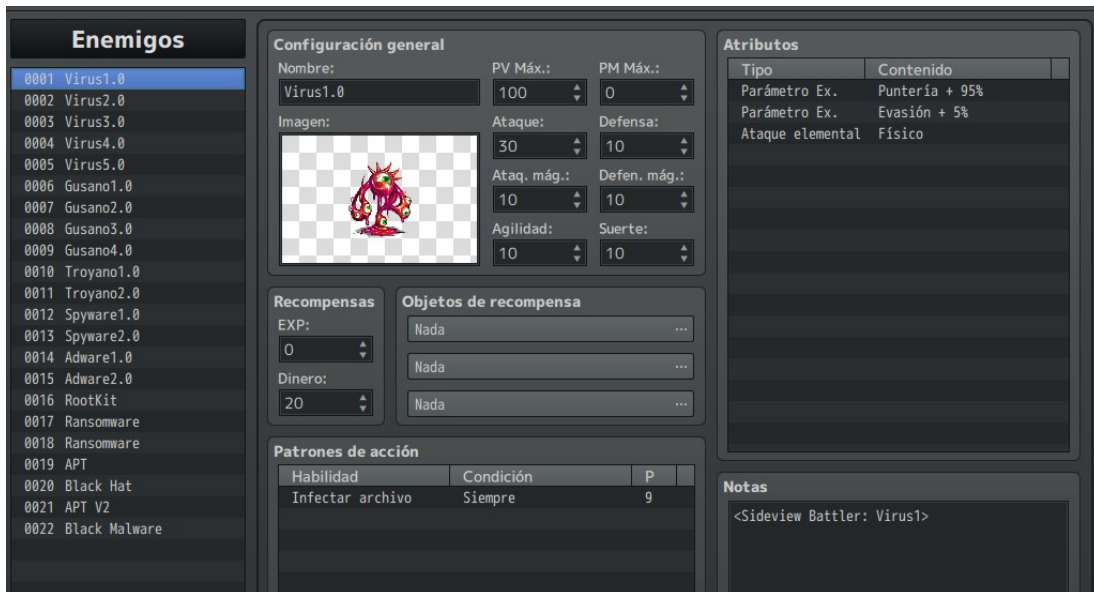 Enemigos
0001 Virus1.0
0002 Virus2.0
0003 Virus3.0
0004 Virus4.0
0005 Virus5.0
0006 Gusano1.0
0007 Gusano2.0
0008 Gusano3.0
0009 Gusano4.0
0010 Troyano1.0
0011 Troyano2.0
0012 Spyware1.0
0013 Spyware2.0
0014 Adware1.0
0015 Adware2.0
0016 RootKit
0017 Ransomware
0018 Ransomware
0019 APT
0020 Black Hat
0021 APT V2
0022 Black Malware
Configuración general
Nombre: PV Máx.: PM Máx.:
Virus1.0 100 0
Imagen: Ataque: Defensa:
30 10
Ataq. mág.: Defen. mág.:
10 10
Agilidad: Suerte:
10 10
Recompensas
EXP:
0
Dinero:
20
Objetos de recompensa
Nada ...
Nada ...
Nada ...
Patrones de acción
Habilidad Condición P
Infectar archivo Siempre 9
Atributos
Tipo Contenido
Parámetro Ex. Puntería + 95%
Parámetro Ex. Evasión + 5%
Ataque elemental Físico
Notas
<Sideview Battler: Virus1>